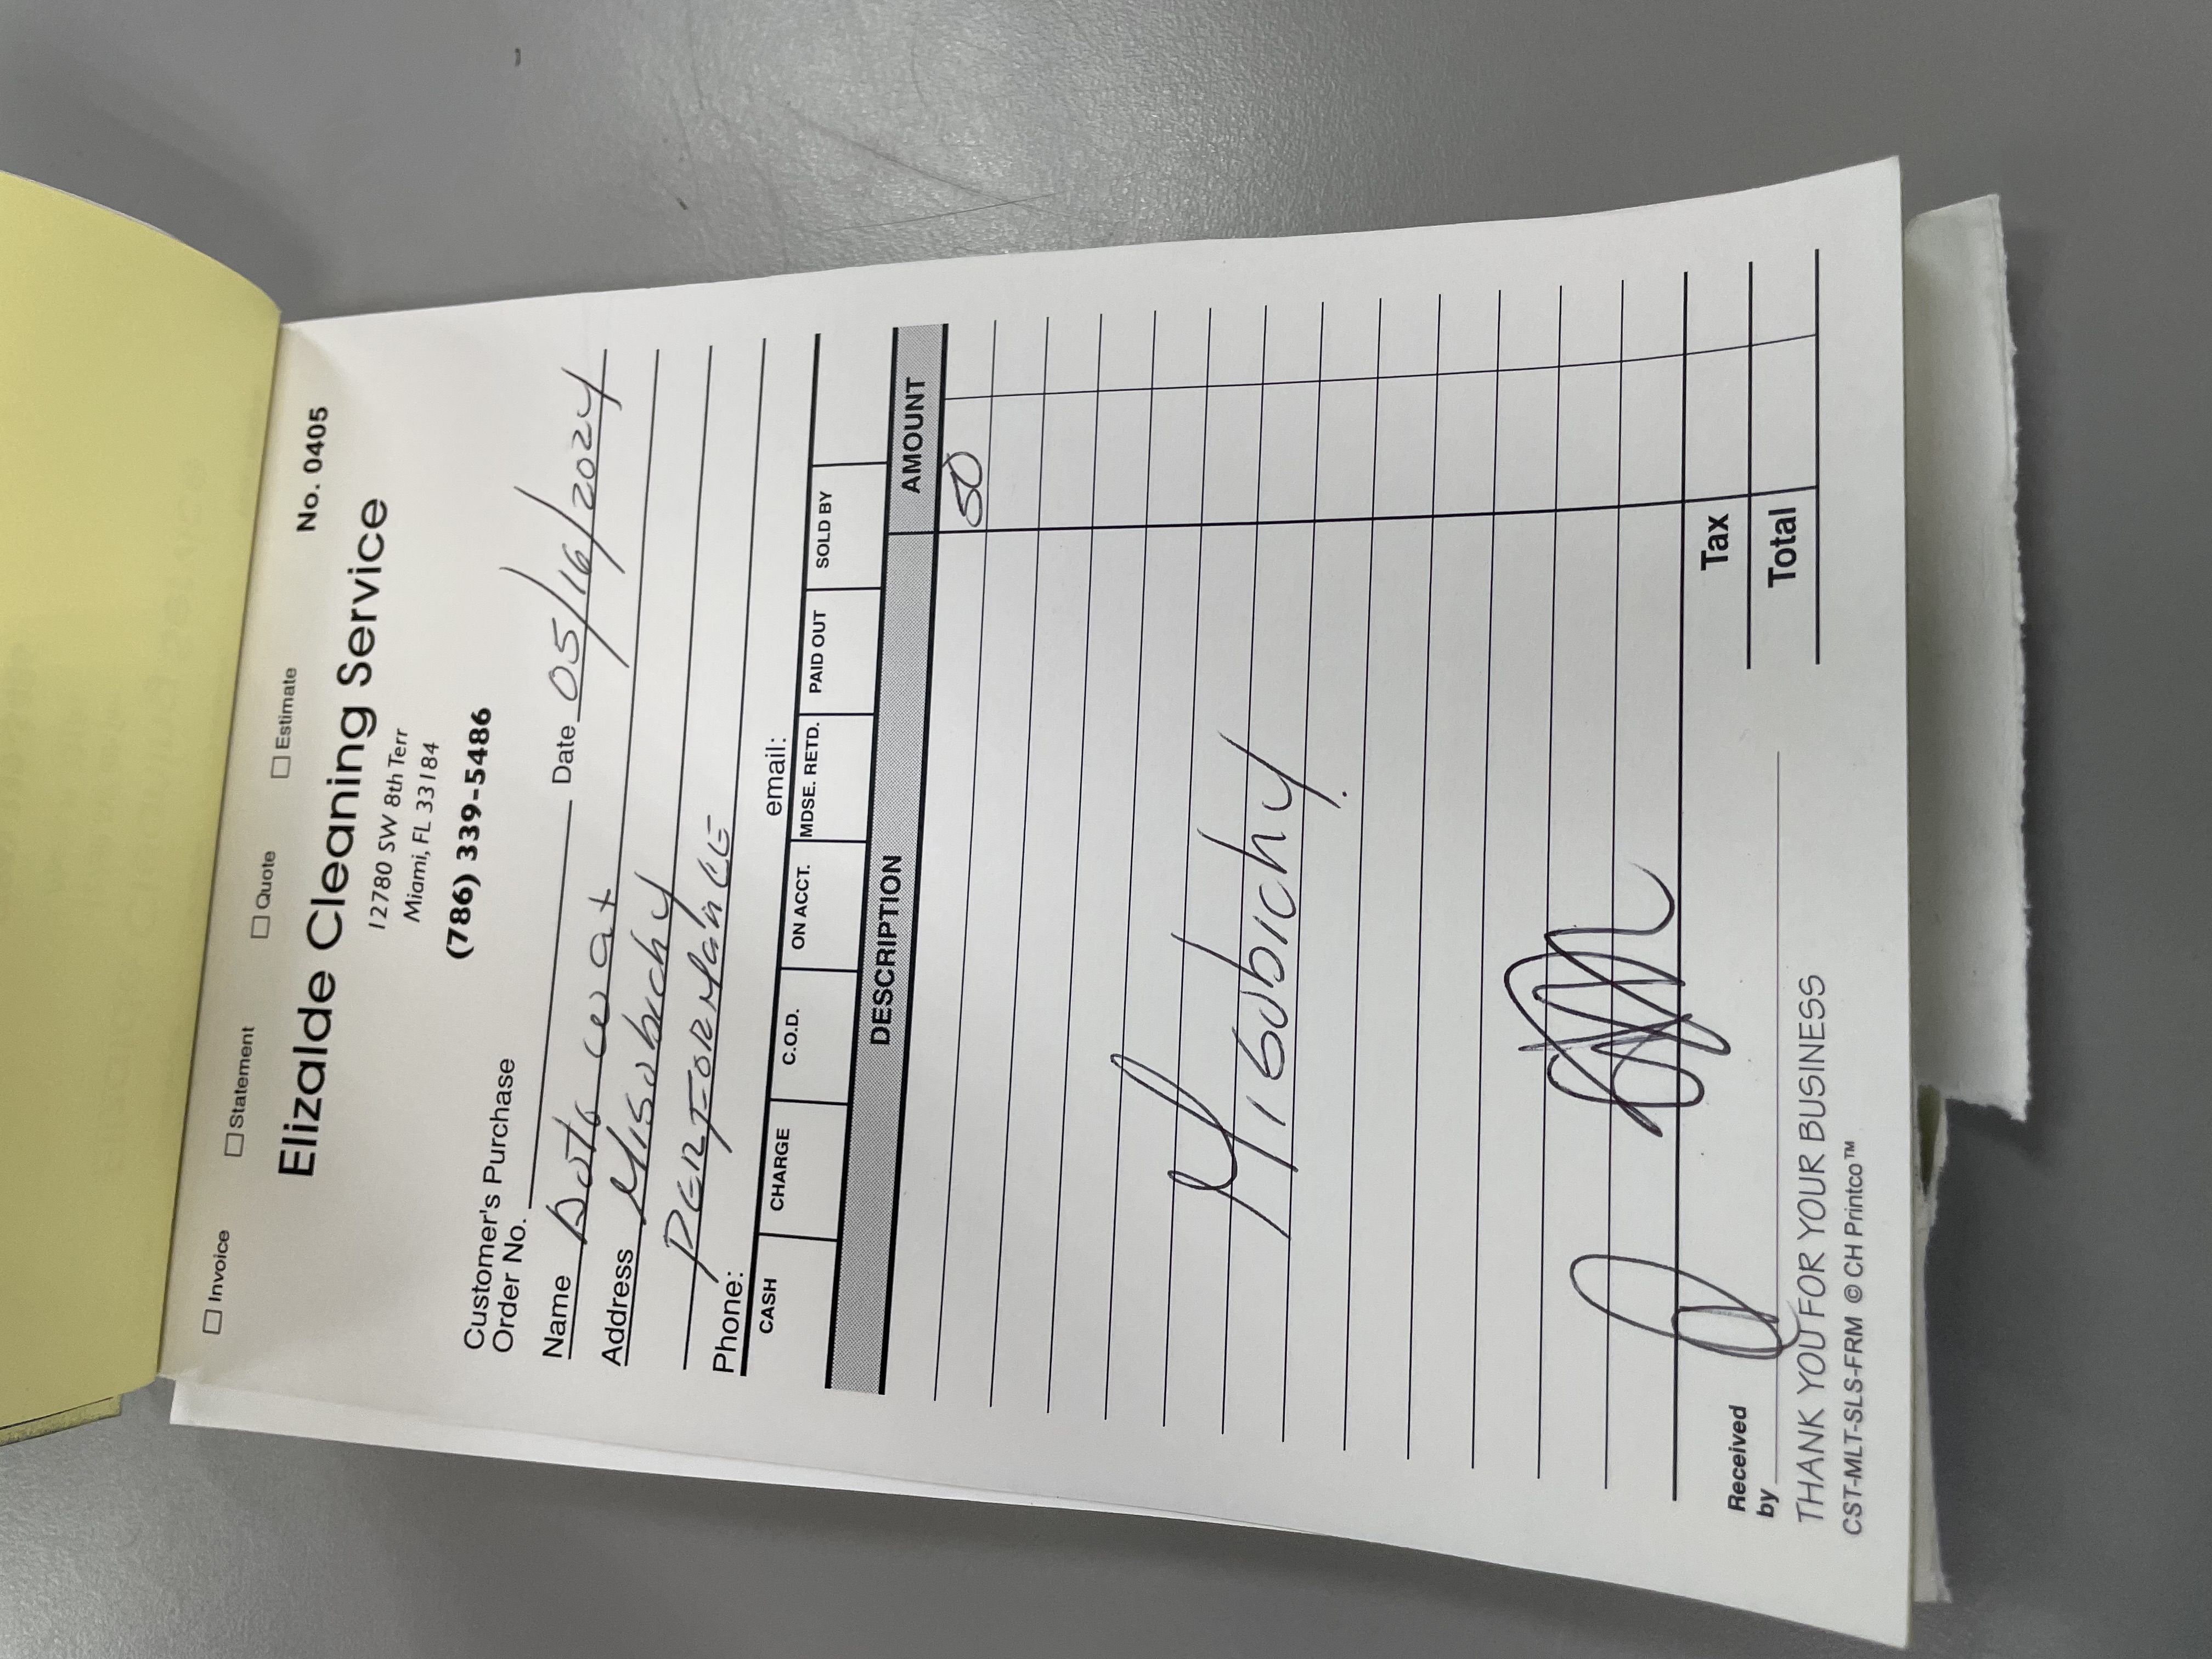 ☐ Invoice ☐ Statement ☐ Quote ☐ Estimate
No. 0405
Elizalde Cleaning Service
12780 SW 8th Terr
Miami, FL 33184
(786) 339-5486
Customer's Purchase
Order No.
Name Date 05/16/2024
Address
PERFORMANCE
Phone: email:
CASH CHARGE C.O.D. ON ACCT. MDSE. RETD. PAID OUT SOLD BY
DESCRIPTION AMOUNT
50
Tax
Received
by Total
THANK YOU FOR YOUR BUSINESS
CST-MLT-SLS-FRM © CH Printco™